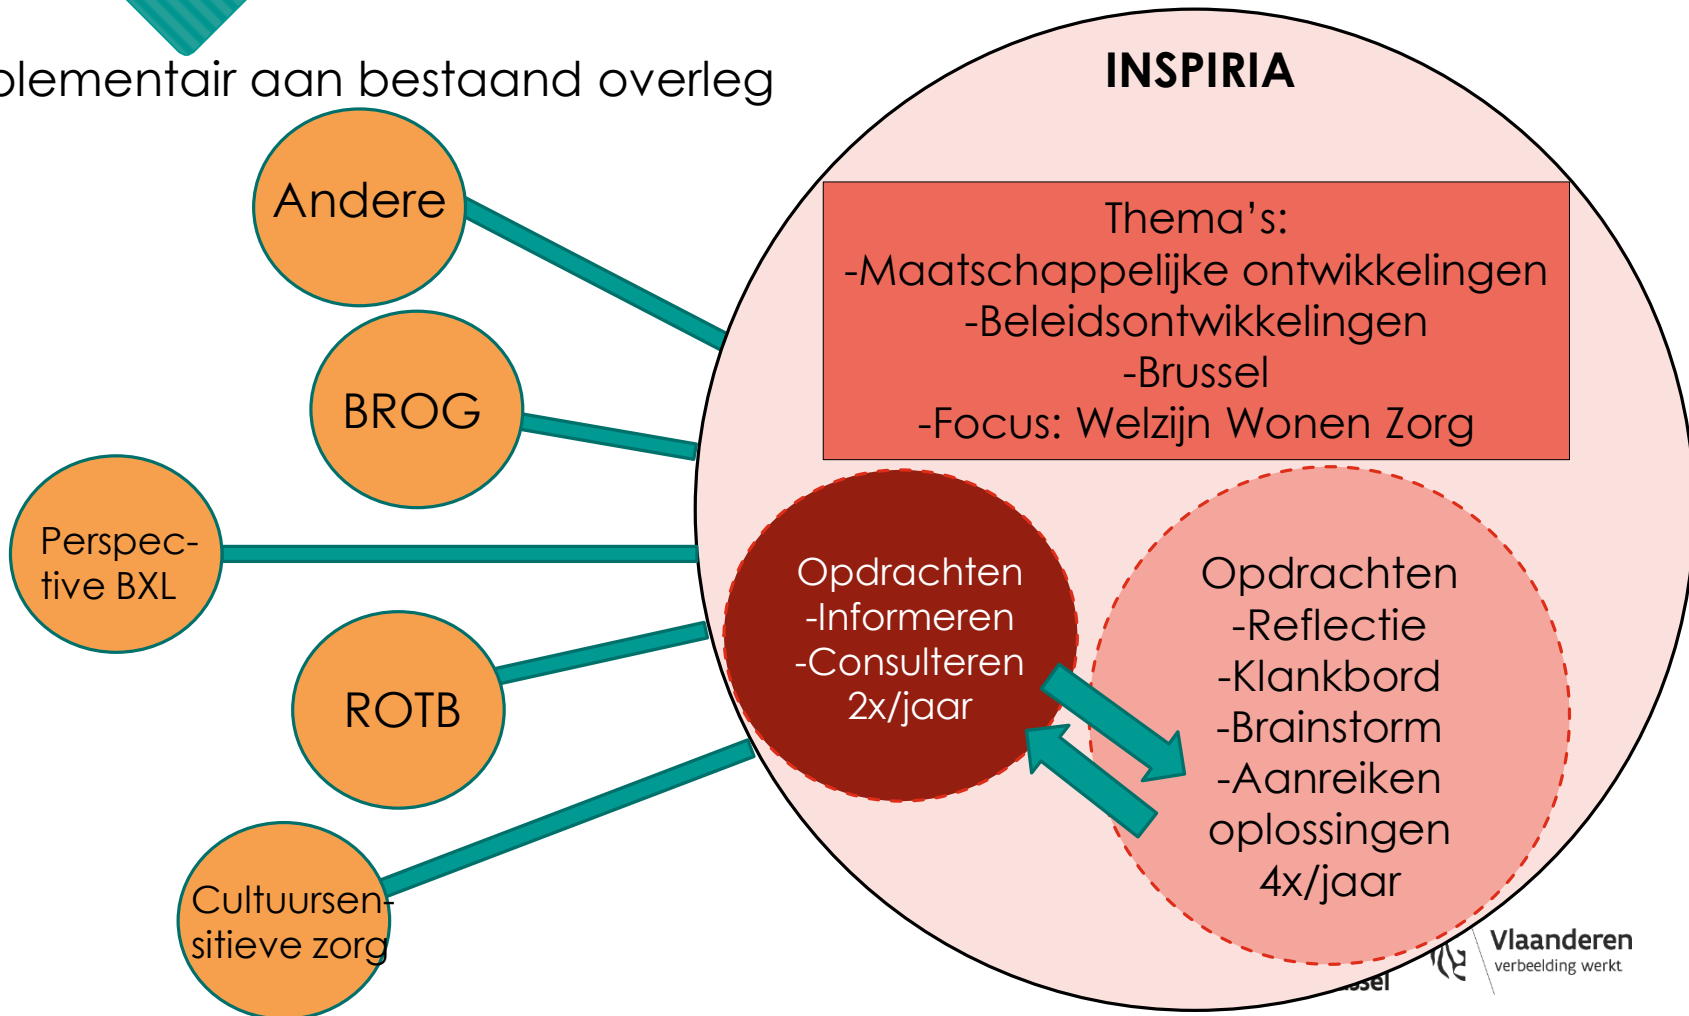 plementair aan bestaand overleg
INSPIRIA
Andere
BROG
Perspec-
tive BXL
ROTB
Cultuursen-
sitieve zorg
Thema's:
-Maatschappelijke ontwikkelingen
-Beleidsontwikkelingen
-Brussel
-Focus: Welzijn Wonen Zorg
Opdrachten
-Informeren
-Consulteren
2x/jaar
Opdrachten
-Reflectie
-Klankbord
-Brainstorm
-Aanreiken
oplossingen
4x/jaar
Vlaanderen
verbeelding werkt